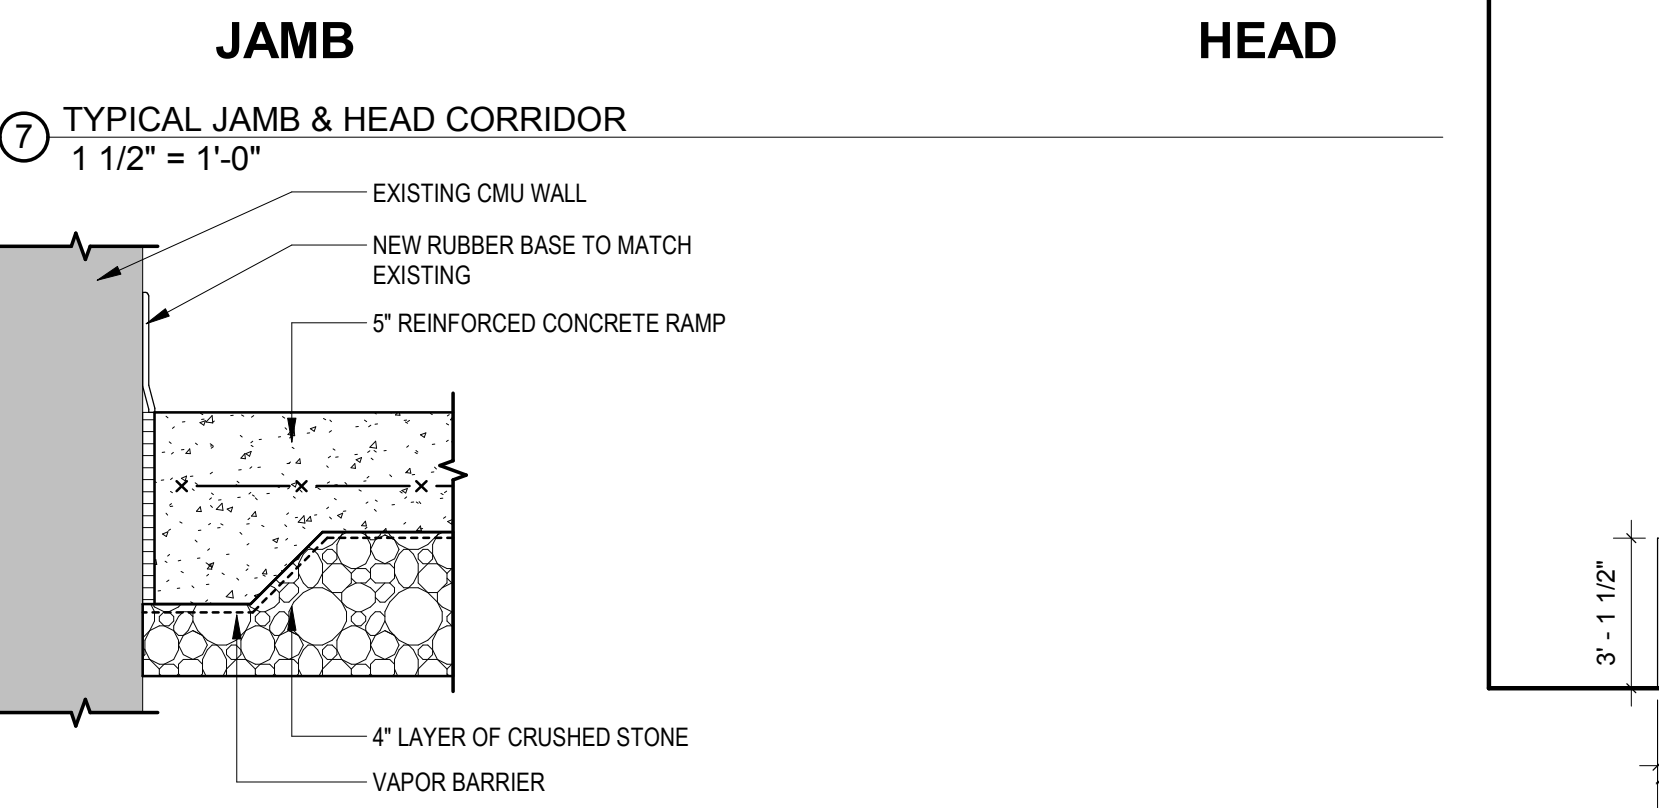 JAMB
HEAD
7
TYPICAL JAMB & HEAD CORRIDOR
1 1/2" = 1'-0"
EXISTING CMU WALL
NEW RUBBER BASE TO MATCH
EXISTING
5" REINFORCED CONCRETE RAMP
3' - 1 1/2"
4" LAYER OF CRUSHED STONE
VAPOR BARRIER